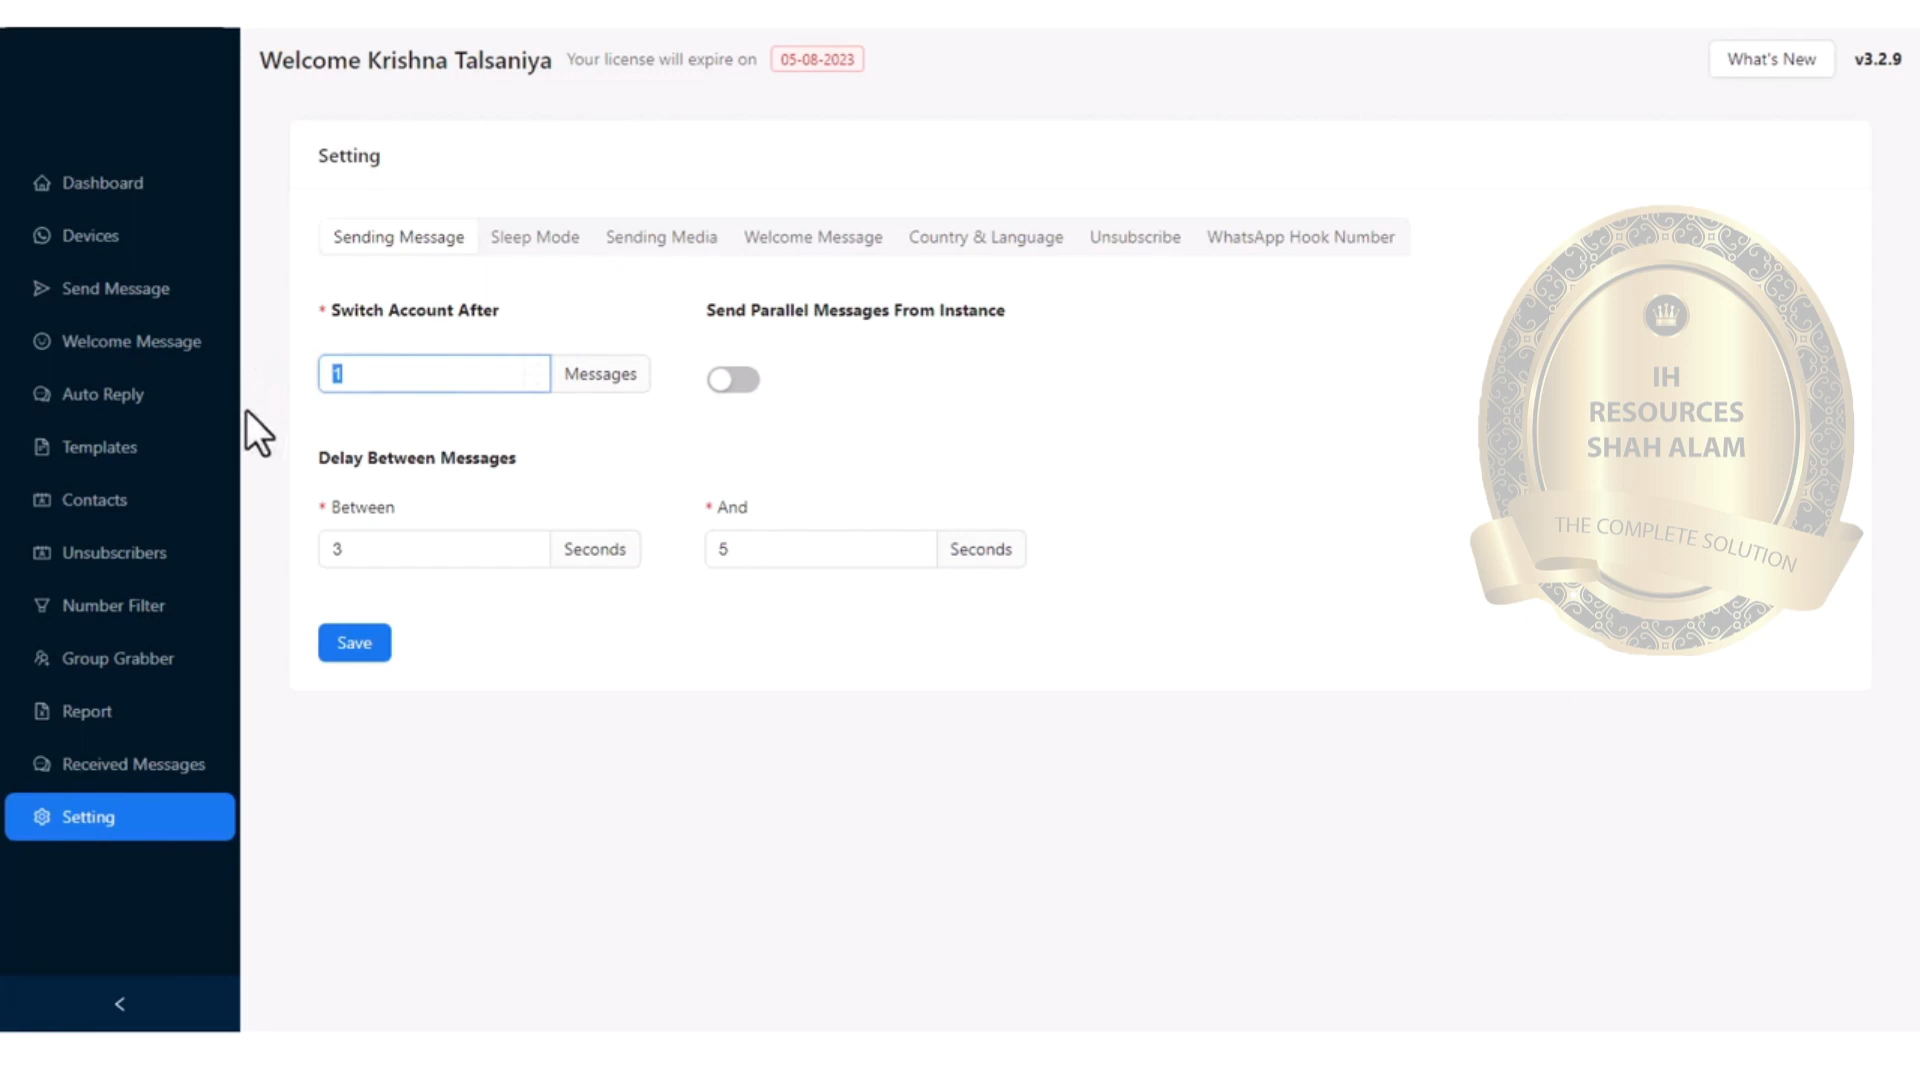 Welcome Krishna Talsaniya Your license will expire on 05-08-2023 What's New v3.2.9
Dashboard
Devices
Send Message
Welcome Message
Auto Reply
Templates
Contacts
Unsubscribers
Number Filter
Group Grabber
Report
Received Messages
Setting
Setting
Sending Message Sleep Mode Sending Media Welcome Message Country & Language Unsubscribe WhatsApp Hook Number
* Switch Account After Send Parallel Messages From Instance
1 Messages
Delay Between Messages
* Between * And
3 Seconds 5 Seconds
Save
IH
RESOURCES
SHAH ALAM
THE COMPLETE SOLUTION